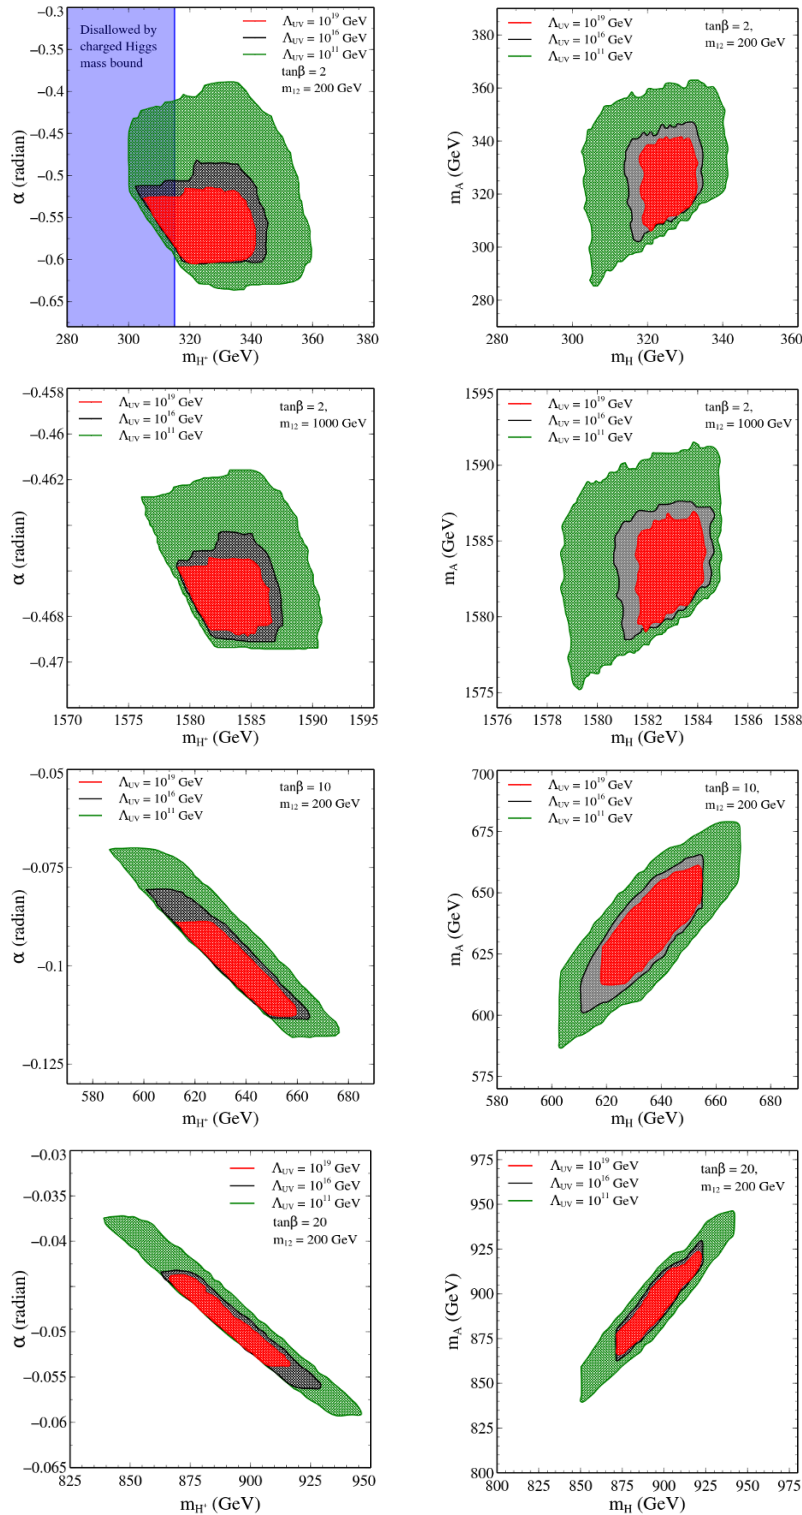 Disallowed by
charged Higgs
mass bound
Λ_UV = 10^19 GeV
Λ_UV = 10^16 GeV
Λ_UV = 10^11 GeV
tanβ = 2
m_12 = 200 GeV
−0.3
−0.4
−0.45
−0.5
−0.55
−0.6
−0.65
α (radian)
280 300 320 340 360 380
m_H⁺ (GeV)
Λ_UV = 10^19 GeV
Λ_UV = 10^16 GeV
Λ_UV = 10^11 GeV
tanβ = 2,
m_12 = 200 GeV
380
360
340
320
300
280
m_A (GeV)
280 300 320 340 360
m_H (GeV)
Λ_UV = 10^19 GeV
Λ_UV = 10^16 GeV
Λ_UV = 10^11 GeV
tanβ = 2,
m_12 = 1000 GeV
−0.458
−0.46
−0.462
−0.468
−0.47
α (radian)
1570 1575 1580 1585 1590 1595
m_H⁺ (GeV)
Λ_UV = 10^19 GeV
Λ_UV = 10^16 GeV
Λ_UV = 10^11 GeV
tanβ = 2,
m_12 = 1000 GeV
1595
1590
1585
1580
1575
m_A (GeV)
1576 1578 1580 1582 1584 1586 1588
m_H (GeV)
Λ_UV = 10^19 GeV
Λ_UV = 10^16 GeV
Λ_UV = 10^11 GeV
tanβ = 10
m_12 = 200 GeV
−0.05
−0.075
−0.1
−0.125
α (radian)
580 600 620 640 660 680
m_H⁺ (GeV)
Λ_UV = 10^19 GeV
Λ_UV = 10^16 GeV
Λ_UV = 10^11 GeV
tanβ = 10,
m_12 = 200 GeV
700
675
650
625
600
570
m_A (GeV)
580 600 620 640 660 680
m_H (GeV)
Λ_UV = 10^19 GeV
Λ_UV = 10^16 GeV
Λ_UV = 10^11 GeV
tanβ = 20
m_12 = 200 GeV
−0.03
−0.035
−0.04
−0.05
−0.055
−0.06
−0.065
α (radian)
825 850 875 900 925 950
m_H⁺ (GeV)
Λ_UV = 10^19 GeV
Λ_UV = 10^16 GeV
Λ_UV = 10^11 GeV
tanβ = 20,
m_12 = 200 GeV
975
950
925
900
875
850
800
m_A (GeV)
800 825 850 875 900 925 950 975
m_H (GeV)